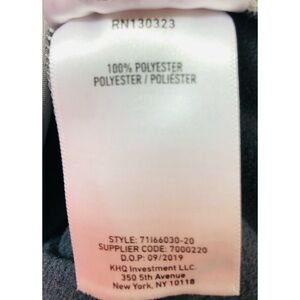 RN130323
100% POLYESTER
POLYESTER / POLIÉSTER
STYLE: 71I66030-20
SUPPLIER CODE: 7000220
D.O.P: 09/2019
KHQ Investment LLC.
350 5th Avenue
New York, NY 10118